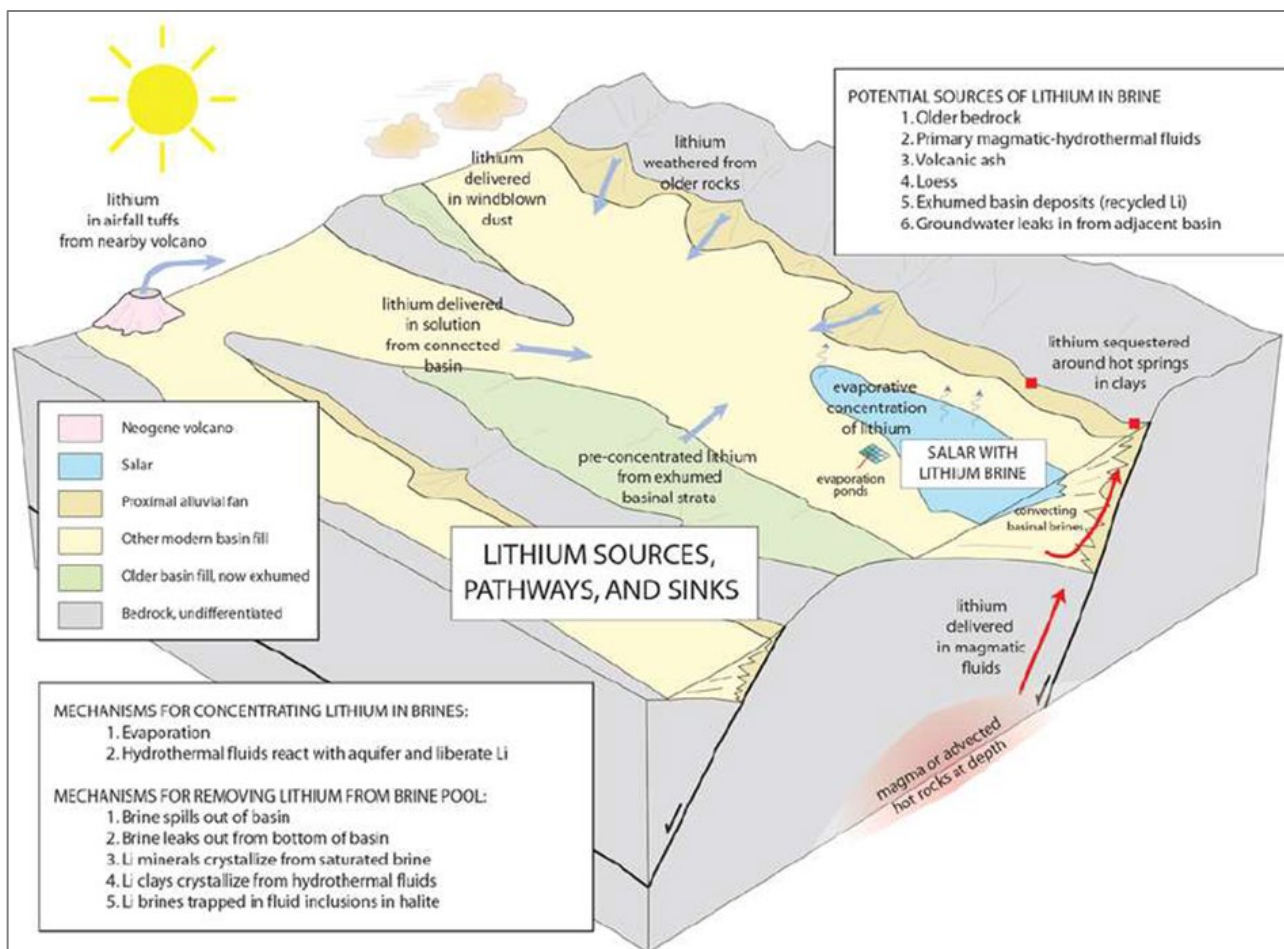 POTENTIAL SOURCES OF LITHIUM IN BRINE
1. Older bedrock
2. Primary magmatic-hydrothermal fluids
3. Volcanic ash
4. Loess
5. Exhumed basin deposits (recycled Li)
6. Groundwater leaks in from adjacent basin
lithium
weathered from
older rocks
lithium
delivered
in windblown
dust
lithium
in airfall tuffs
from nearby volcano
lithium delivered
in solution
from connected
basin
lithium sequestered
around hot springs
in clays
evaporative
concentration
of lithium
SALAR WITH
LITHIUM BRINE
evaporation
ponds
convecting
basinal brines
pre-concentrated lithium
from exhumed
basinal strata
Neogene volcano
Salar
Proximal alluvial fan
Other modern basin fill
Older basin fill, now exhumed
Bedrock, undifferentiated
LITHIUM SOURCES,
PATHWAYS, AND SINKS
lithium
delivered
in magmatic
fluids
magma or advected
hot rocks at depth
MECHANISMS FOR CONCENTRATING LITHIUM IN BRINES:
1. Evaporation
2. Hydrothermal fluids react with aquifer and liberate Li
MECHANISMS FOR REMOVING LITHIUM FROM BRINE POOL:
1. Brine spills out of basin
2. Brine leaks out from bottom of basin
3. Li minerals crystallize from saturated brine
4. Li clays crystallize from hydrothermal fluids
5. Li brines trapped in fluid inclusions in halite